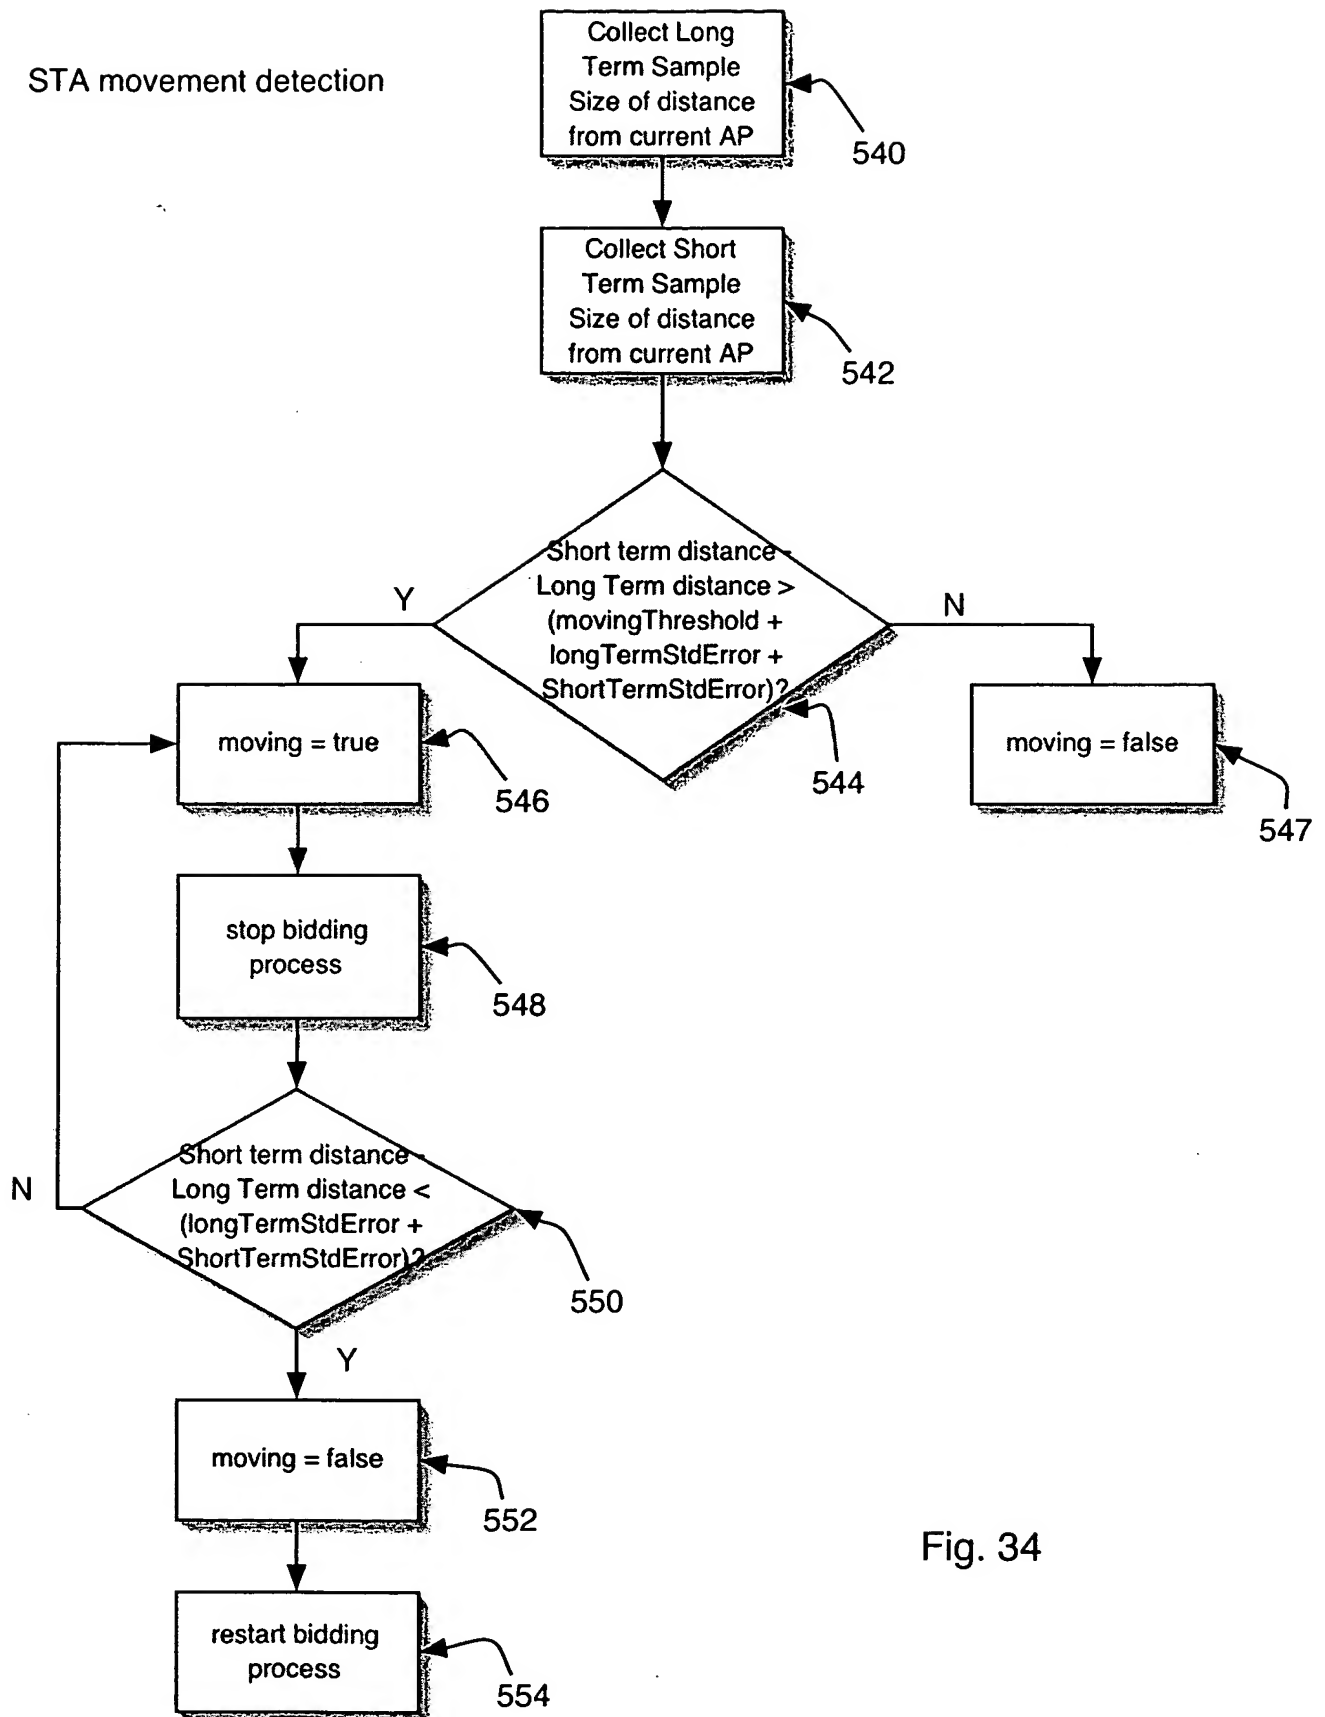 STA movement detection
Collect Long
Term Sample
Size of distance
from current AP
540
Collect Short
Term Sample
Size of distance
from current AP
542
Short term distance -
Long Term distance >
(movingThreshold +
longTermStdError +
ShortTermStdError)?
Y
N
544
moving = true
546
moving = false
547
stop bidding
process
548
Short term distance -
Long Term distance <
(longTermStdError +
ShortTermStdError)?
N
550
Y
moving = false
552
restart bidding
process
554
Fig. 34